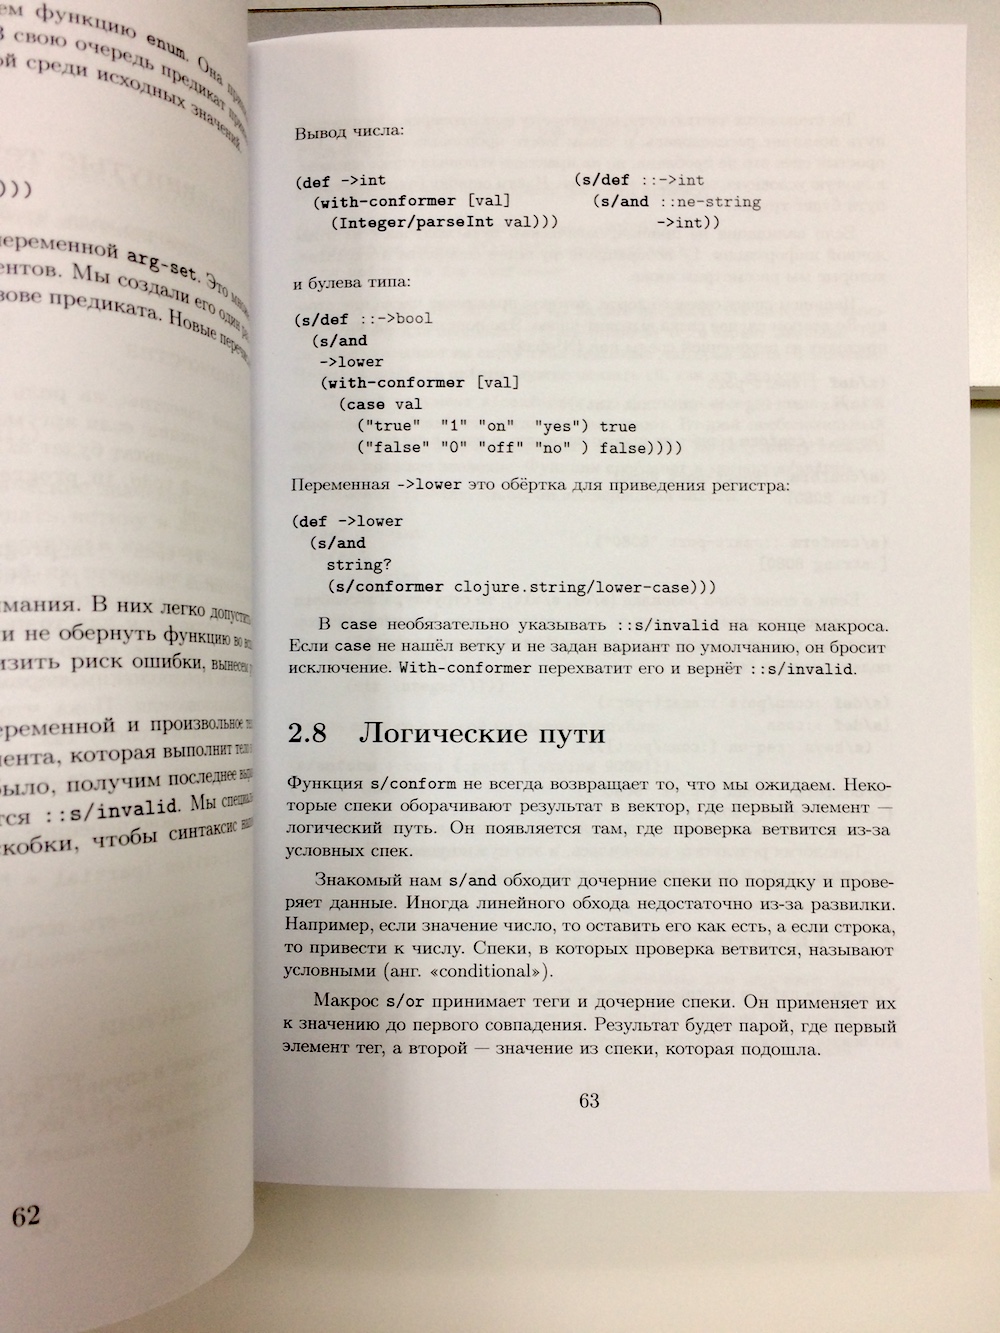 ем функцию enum. Она
свою очередь предикат
ой среди исходных значений.
)))
переменной arg-set. Это
ентов. Мы создали его один
зове предиката. Новые
мания. В них легко допустить
и не обернуть функцию во
изить риск ошибки, вынесем
еременной и произвольное
мента, которая выполнит
было, получим последнее
тся ::s/invalid. Мы
кобки, чтобы синтаксис
62
Вывод числа:
(def ->int (s/def ::->int
(with-conformer [val] (s/and ::ne-string
(Integer/parseInt val))) ->int))
и булева типа:
(s/def ::->bool
(s/and
->lower
(with-conformer [val]
(case val
("true" "1" "on" "yes") true
("false" "0" "off" "no" ) false))))
Переменная ->lower это обёртка для приведения регистра:
(def ->lower
(s/and
string?
(s/conformer clojure.string/lower-case)))
В case необязательно указывать ::s/invalid на конце макроса.
Если case не нашёл ветку и не задан вариант по умолчанию, он бросит
исключение. With-conformer перехватит его и вернёт ::s/invalid.
2.8 Логические пути
Функция s/conform не всегда возвращает то, что мы ожидаем. Неко-
торые спеки оборачивают результат в вектор, где первый элемент —
логический путь. Он появляется там, где проверка ветвится из-за
условных спек.
Знакомый нам s/and обходит дочерние спеки по порядку и прове-
ряет данные. Иногда линейного обхода недостаточно из-за развилки.
Например, если значение число, то оставить его как есть, а если строка,
то привести к числу. Спеки, в которых проверка ветвится, называют
условными (анг. «conditional»).
Макрос s/or принимает теги и дочерние спеки. Он применяет их
к значению до первого совпадения. Результат будет парой, где первый
элемент тег, а второй — значение из спеки, которая подошла.
63